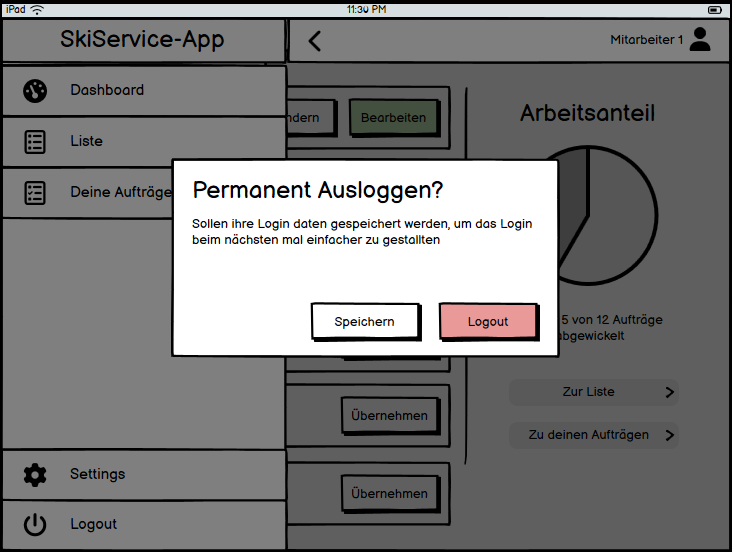 iPad
11:30 PM
SkiService-App
Mitarbeiter 1
Dashboard
Liste
Deine Aufträge
ndern
Bearbeiten
Arbeitsanteil
Permanent Ausloggen?
Sollen ihre Login daten gespeichert werden, um das Login
beim nächsten mal einfacher zu gestallten
Speichern
Logout
5 von 12 Aufträge
abgewickelt
Zur Liste
Zu deinen Aufträgen
Übernehmen
Übernehmen
Settings
Logout